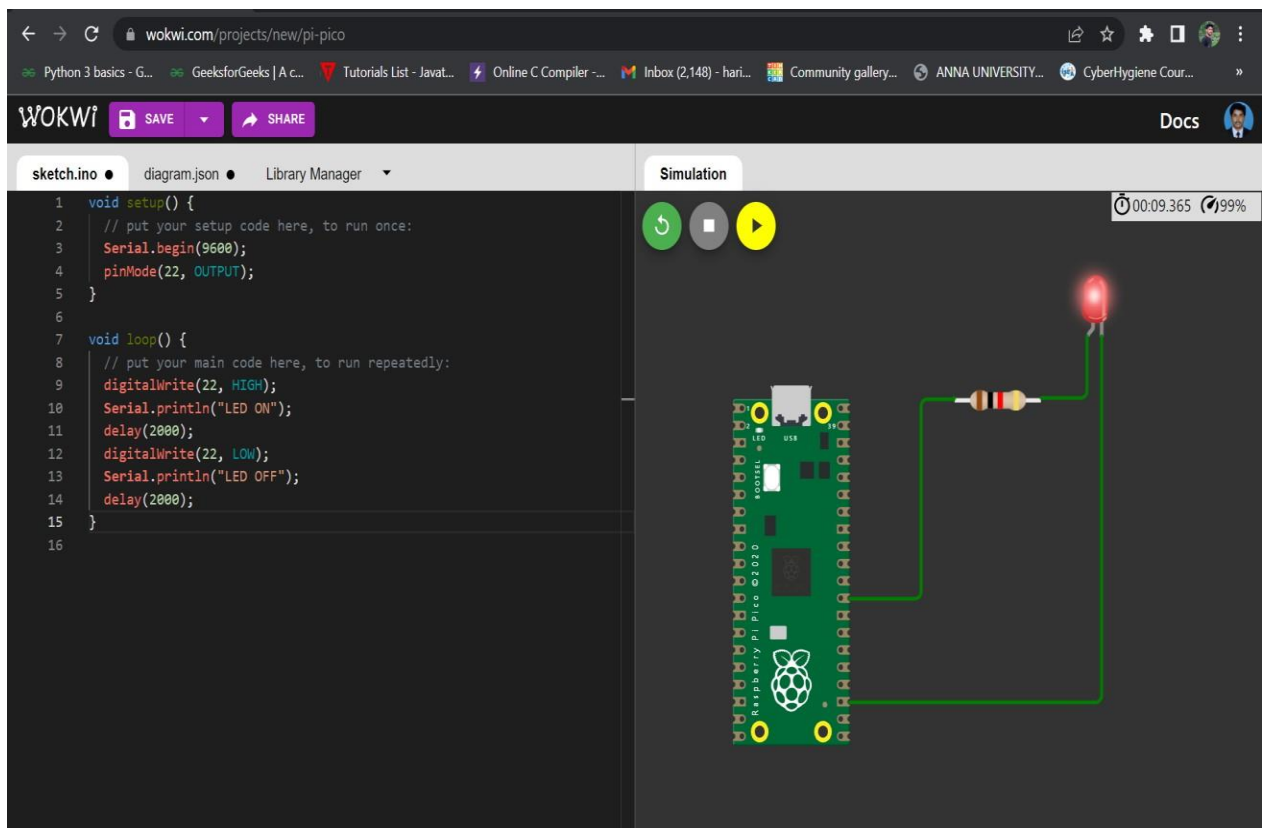 wokwi.com/projects/new/pi-pico
Python 3 basics - G... GeeksforGeeks | A c... Tutorials List - Javat... Online C Compiler -... Inbox (2,148) - hari... Community gallery... ANNA UNIVERSITY... CyberHygiene Cour... »
WOKWi SAVE SHARE Docs
sketch.ino ● diagram.json ● Library Manager Simulation
00:09.365 99%
1 void setup() {
2 // put your setup code here, to run once:
3 Serial.begin(9600);
4 pinMode(22, OUTPUT);
5 }
6
7 void loop() {
8 // put your main code here, to run repeatedly:
9 digitalWrite(22, HIGH);
10 Serial.println("LED ON");
11 delay(2000);
12 digitalWrite(22, LOW);
13 Serial.println("LED OFF");
14 delay(2000);
15 }
16
1
2 39
LED USB
BOOTSEL
Raspberry Pi Pico ©2020